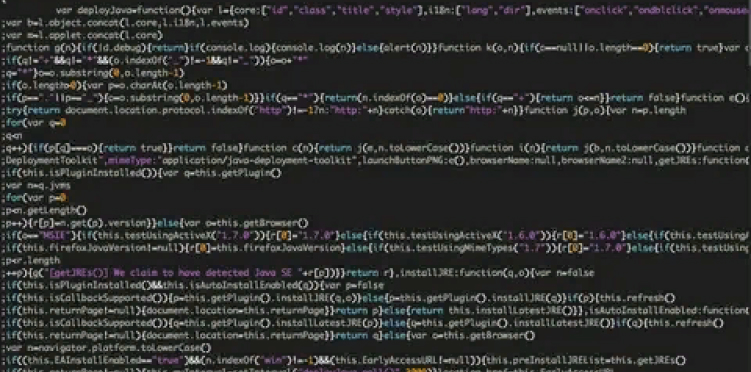 var deployJava=function(){var l={core:["id","class","title","style"],i18n:["lang","dir"],events:["onclick","ondblclick","onmouse
;var b=l.object.concat(l.core,l.i18n,l.events)
;var m=l.applet.concat(l.core)
;function g(n){if(!d.debug){return}if(console.log){console.log(n)}else{alert(n)}}function k(o,n){if(o==null||o.length==0){return true}var
;if(q!="+"&&q!="*"&&(o.indexOf("_")!=-1&&q!="_")){o=o+"*"
;q="*"}o=o.substring(0,o.length-1)
;if(o.length>0){var p=o.charAt(o.length-1)
;if(p=="."||p=="_"){o=o.substring(0,o.length-1)}}if(q=="*"){return(n.indexOf(o)==0)}else{if(q=="+"){return o<=n}}return false}function e(){
;try{return document.location.protocol.indexOf("http")!=-1?n:"http:"+n}catch(o){return"http:"+n}}function j(p,o){var n=p.length
;for(var q=0
;q<n
;q++){if(p[q]===o){return true}}return false}function c(n){return j(m,n.toLowerCase())}function i(n){return j(b,n.toLowerCase())}
DeploymentToolkit",mimeType:"application/java-deployment-toolkit",launchButtonPNG:e(),browserName:null,browserName2:null,getJREs:function(
;if(this.isPluginInstalled()){var q=this.getPlugin()
;var n=q.jvms
;for(var p=0
;p<n.getLength()
;p++){r[p]=n.get(p).version}}else{var o=this.getBrowser()
;if(o=="MSIE"){if(this.testUsingActiveX("1.7.0")){r[0]="1.7.0"}else{if(this.testUsingActiveX("1.6.0")){r[0]="1.6.0"}else{if(this.testUsing
;if(this.firefoxJavaVersion!=null){r[0]=this.firefoxJavaVersion}else{if(this.testUsingMimeTypes("1.7")){r[0]="1.7.0"}else{if(this.testUsing
;p<r.length
;++p){g("[getJREs()] We claim to have detected Java SE "+r[p])}}return r},installJRE:function(q,o){var n=false
;if(this.isPluginInstalled()&&this.isAutoInstallEnabled(q)){var p=false
;if(this.isCallbackSupported()){p=this.getPlugin().installJRE(q,o)}else{p=this.getPlugin().installJRE(q)}if(p){this.refresh()
;if(this.returnPage!=null){document.location=this.returnPage}}return p}else{return this.installLatestJRE()}},isAutoInstallEnabled:function(
;if(this.isCallbackSupported()){q=this.getPlugin().installLatestJRE(p)}else{q=this.getPlugin().installLatestJRE()}if(q){this.refresh()
;if(this.returnPage!=null){document.location=this.returnPage}}return q}else{var o=this.getBrowser()
;var n=navigator.platform.toLowerCase()
;if((this.EAInstallEnabled=="true")&&(n.indexOf("win")!=-1)&&(this.EarlyAccessURL!=null)){this.preInstallJREList=this.getJREs()